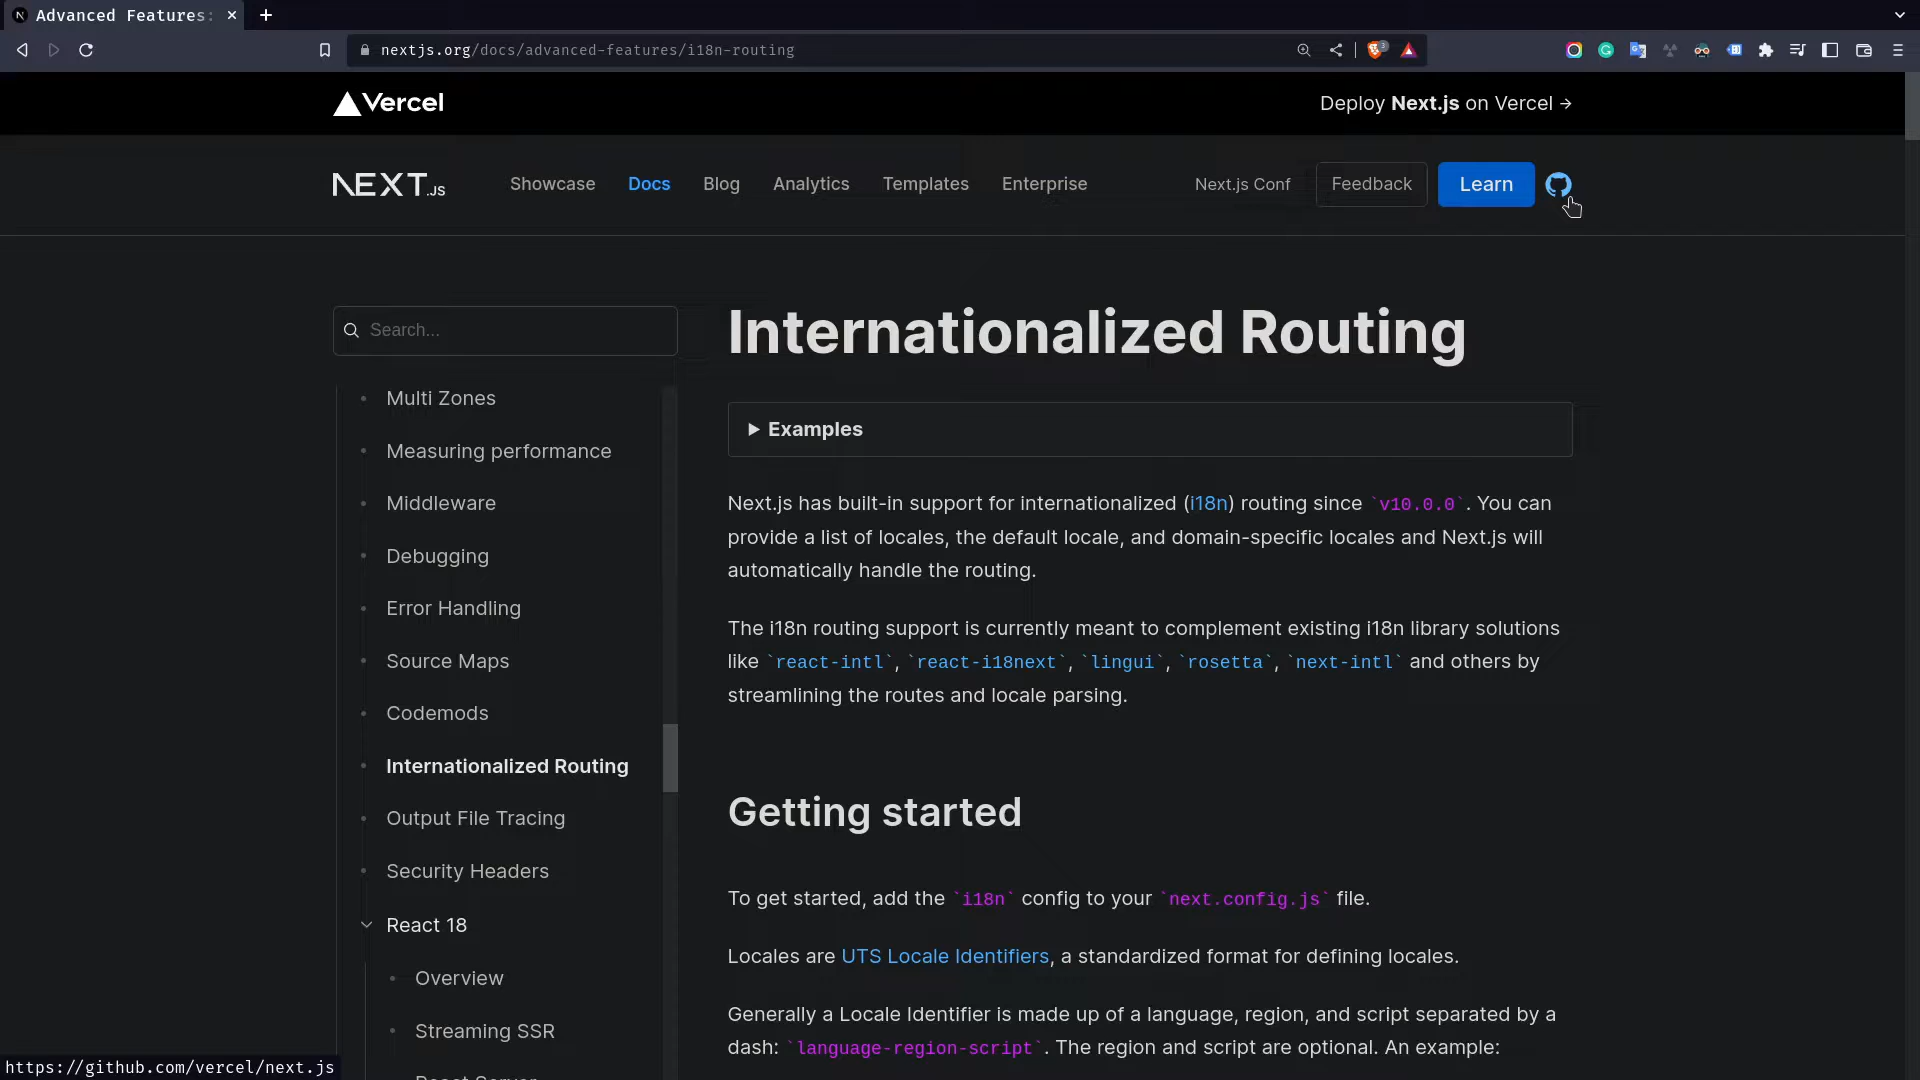 Advanced Features:
nextjs.org/docs/advanced-features/i18n-routing
3
Vercel
Deploy Next.js on Vercel →
NEXT.JS
Showcase
Docs
Blog
Analytics
Templates
Enterprise
Next.js Conf
Feedback
Learn
Search...
Multi Zones
Measuring performance
Middleware
Debugging
Error Handling
Source Maps
Codemods
Internationalized Routing
Output File Tracing
Security Headers
React 18
Overview
Streaming SSR
Internationalized Routing
Examples
Next.js has built-in support for internationalized (i18n) routing since `v10.0.0`. You can
provide a list of locales, the default locale, and domain-specific locales and Next.js will
automatically handle the routing.
The i18n routing support is currently meant to complement existing i18n library solutions
like `react-intl`, `react-i18next`, `lingui`, `rosetta`, `next-intl` and others by
streamlining the routes and locale parsing.
Getting started
To get started, add the `i18n` config to your `next.config.js` file.
Locales are UTS Locale Identifiers, a standardized format for defining locales.
Generally a Locale Identifier is made up of a language, region, and script separated by a
dash: `language-region-script`. The region and script are optional. An example:
https://github.com/vercel/next.js